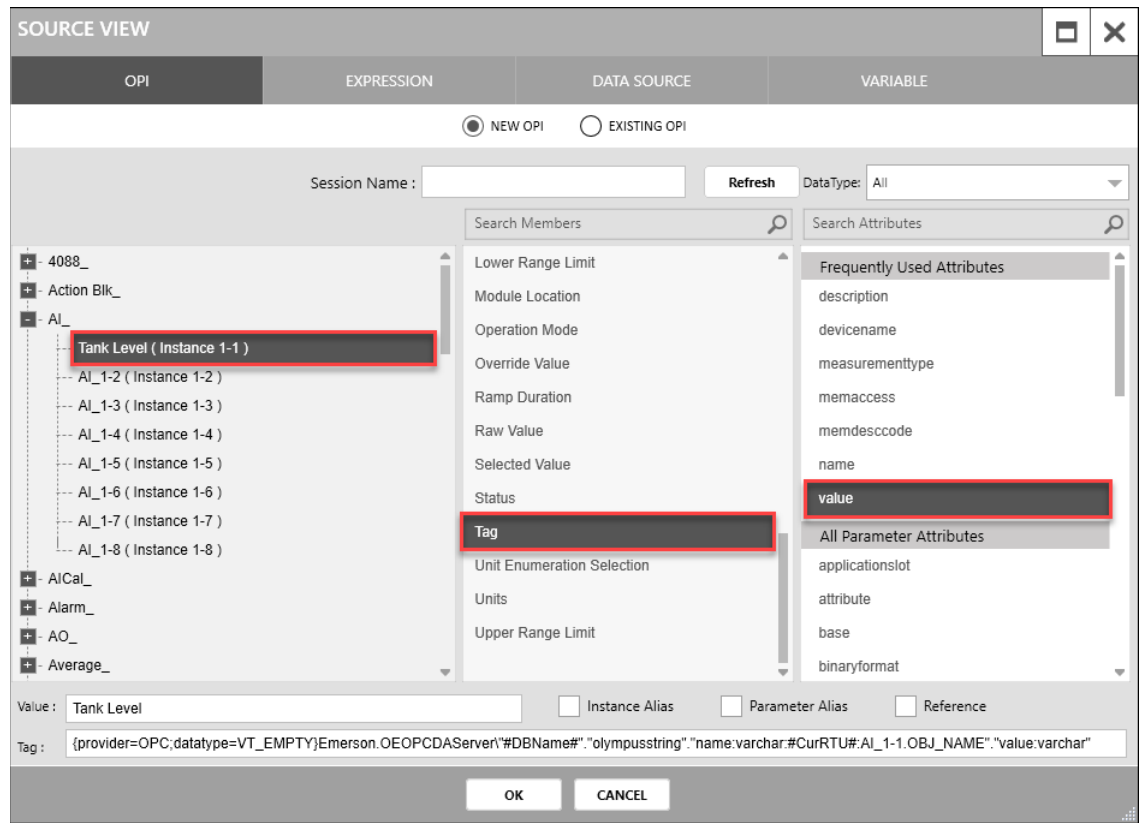 SOURCE VIEW
OPI EXPRESSION DATA SOURCE VARIABLE
NEW OPI EXISTING OPI
Session Name : Refresh DataType: All
Search Members Search Attributes
4088_
Action Blk_
AI_
Tank Level ( Instance 1-1 )
AI_1-2 ( Instance 1-2 )
AI_1-3 ( Instance 1-3 )
AI_1-4 ( Instance 1-4 )
AI_1-5 ( Instance 1-5 )
AI_1-6 ( Instance 1-6 )
AI_1-7 ( Instance 1-7 )
AI_1-8 ( Instance 1-8 )
AICal_
Alarm_
AO_
Average_
Lower Range Limit
Module Location
Operation Mode
Override Value
Ramp Duration
Raw Value
Selected Value
Status
Tag
Unit Enumeration Selection
Units
Upper Range Limit
Frequently Used Attributes
description
devicename
measurementtype
memaccess
memdesccode
name
value
All Parameter Attributes
applicationslot
attribute
base
binaryformat
Value : Tank Level Instance Alias Parameter Alias Reference
Tag : {provider=OPC;datatype=VT_EMPTY}Emerson.OEOPCDAServer\"#DBName#"."olympusstring"."name:varchar:#CurRTU#:AI_1-1.OBJ_NAME"."value:varchar"
OK CANCEL